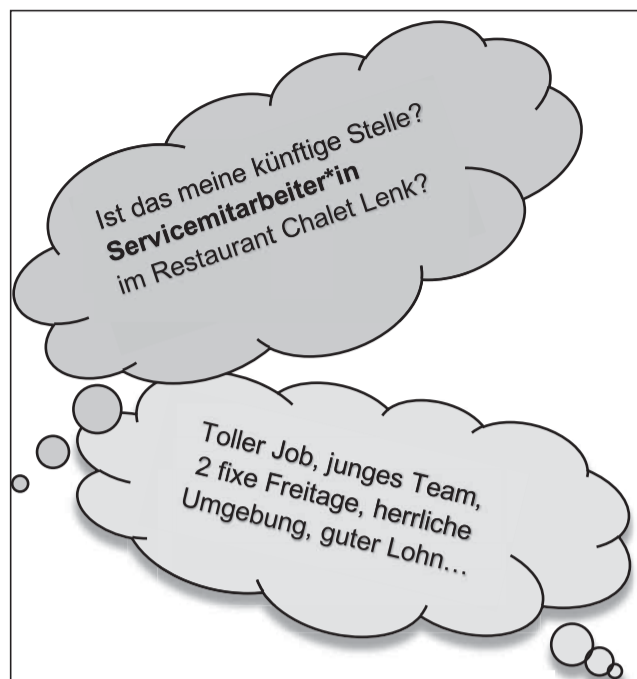 Ist das meine künftige Stelle?
Servicemitarbeiter*in
im Restaurant Chalet Lenk?
Toller Job, junges Team,
2 fixe Freitage, herrliche
Umgebung, guter Lohn…